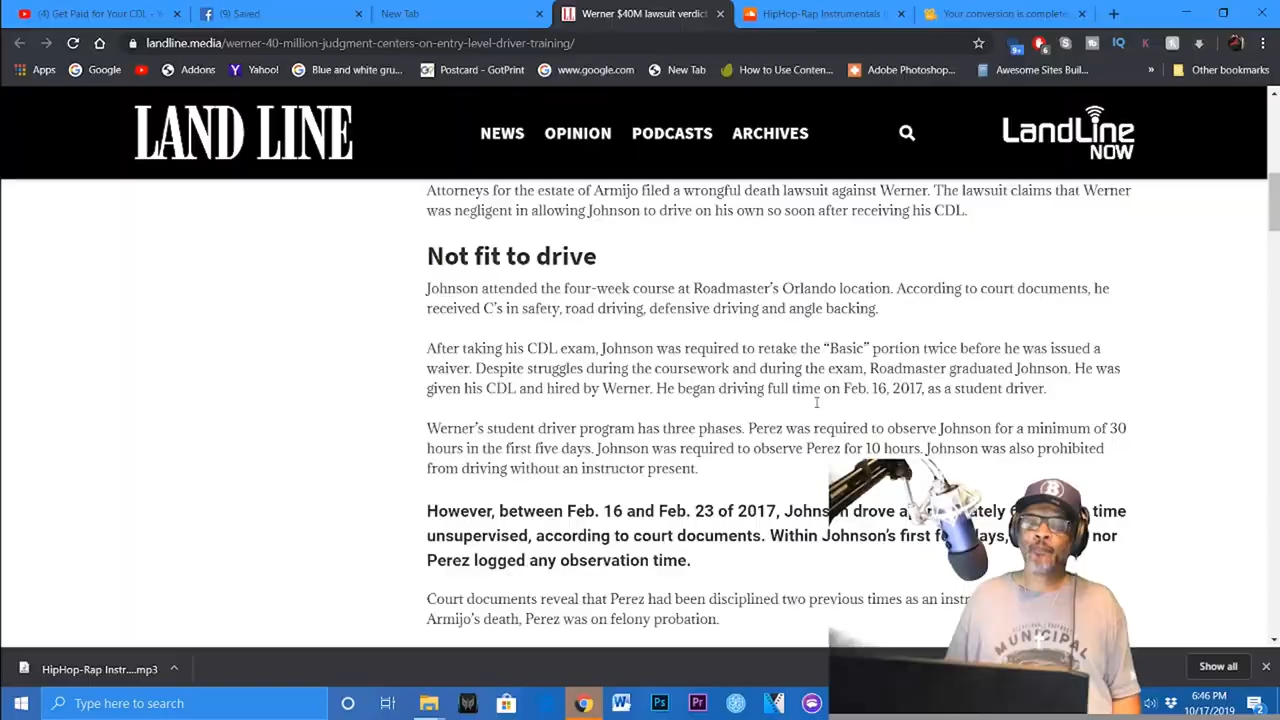 (4) Get Paid for Your CDL - Y
(9) Saved
New Tab
Werner $40M lawsuit verdict
HipHop-Rap Instrumentals
Your conversion is complete
landline.media/werner-40-million-judgment-centers-on-entry-level-driver-training/
Apps
Google
Addons
Yahoo!
Blue and white gru...
Postcard - GotPrint
www.google.com
New Tab
How to Use Conten...
Adobe Photoshop...
Awesome Sites Buil...
»
Other bookmarks
LAND LINE
NEWS
OPINION
PODCASTS
ARCHIVES
LandLine
NOW
Attorneys for the estate of Armijo filed a wrongful death lawsuit against Werner. The lawsuit claims that Werner
was negligent in allowing Johnson to drive on his own so soon after receiving his CDL.
Not fit to drive
Johnson attended the four-week course at Roadmaster's Orlando location. According to court documents, he
received C's in safety, road driving, defensive driving and angle backing.
After taking his CDL exam, Johnson was required to retake the “Basic” portion twice before he was issued a
waiver. Despite struggles during the coursework and during the exam, Roadmaster graduated Johnson. He was
given his CDL and hired by Werner. He began driving full time on Feb. 16, 2017, as a student driver.
Werner's student driver program has three phases. Perez was required to observe Johnson for a minimum of 30
hours in the first five days. Johnson was required to observe Perez for 10 hours. Johnson was also prohibited
from driving without an instructor present.
However, between Feb. 16 and Feb. 23 of 2017, Johnson drove time
unsupervised, according to court documents. Within Johnson's first nor
Perez logged any observation time.
Court documents reveal that Perez had been disciplined two previous times as an
Armijo's death, Perez was on felony probation.
MUNICIPAL
HipHop-Rap Instr....mp3
Show all
Type here to search
6:46 PM
10/17/2019